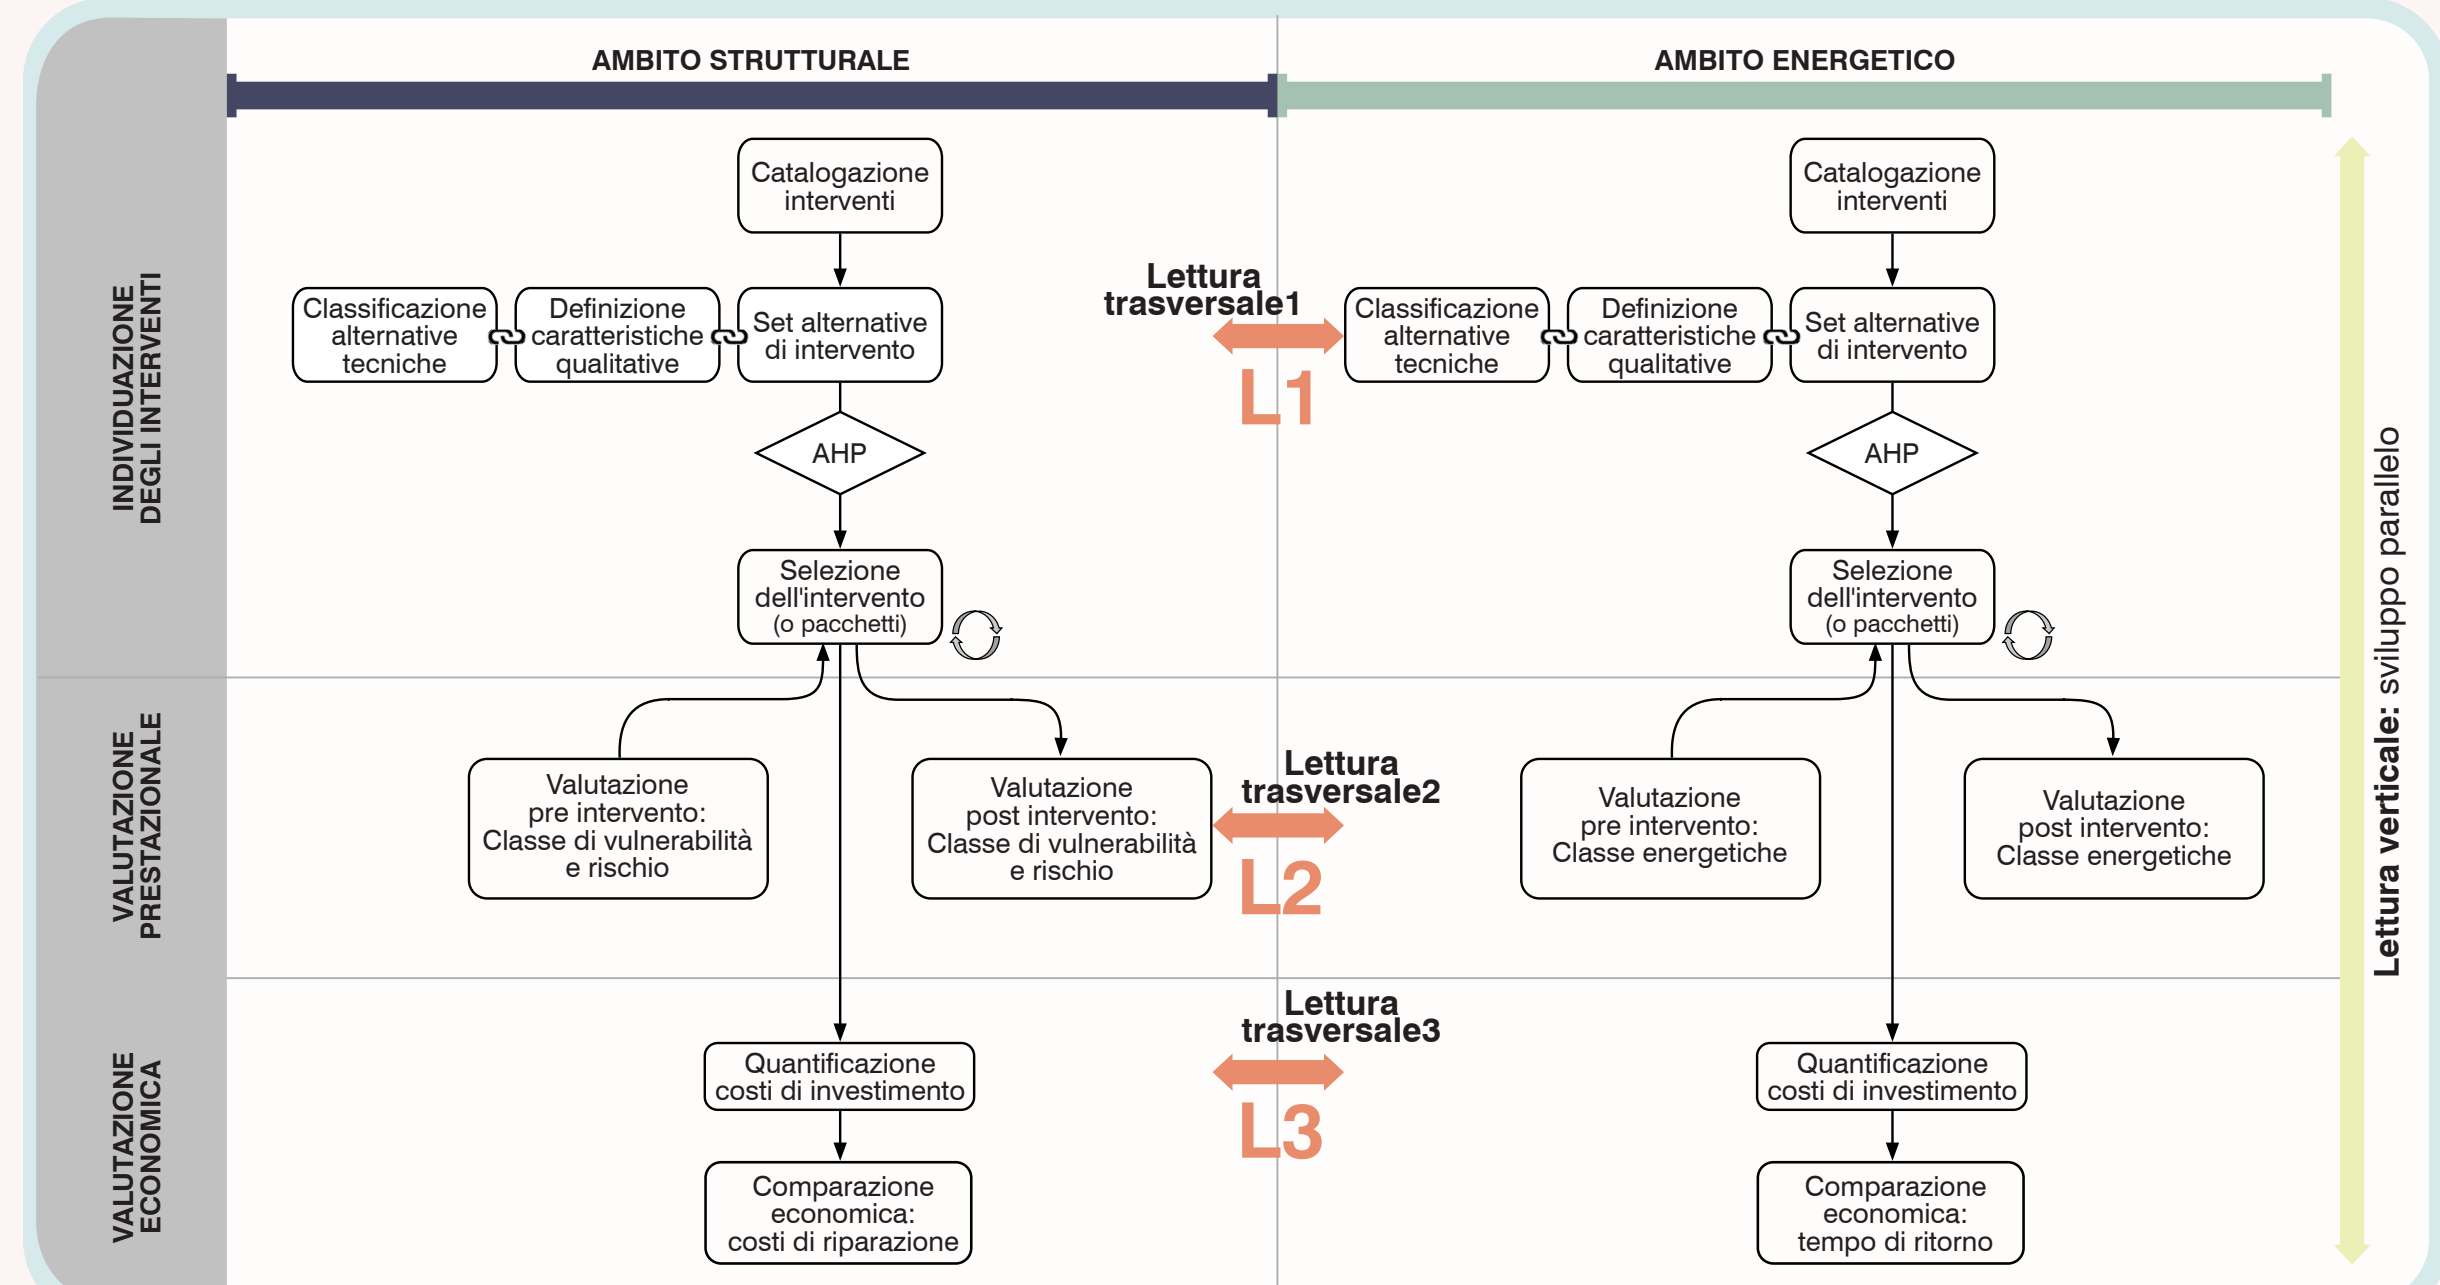 AMBITO STRUTTURALE
AMBITO ENERGETICO
INDIVIDUAZIONE
DEGLI INTERVENTI
Catalogazione
interventi
Classificazione
alternative
tecniche
Definizione
caratteristiche
qualitative
Set alternative
di intervento
AHP
Selezione
dell'intervento
(o pacchetti)
Lettura
trasversale1
L1
Catalogazione
interventi
Classificazione
alternative
tecniche
Definizione
caratteristiche
qualitative
Set alternative
di intervento
AHP
Selezione
dell'intervento
(o pacchetti)
VALUTAZIONE
PRESTAZIONALE
Valutazione
pre intervento:
Classe di vulnerabilità
e rischio
Valutazione
post intervento:
Classe di vulnerabilità
e rischio
Lettura
trasversale2
L2
Valutazione
pre intervento:
Classe energetiche
Valutazione
post intervento:
Classe energetiche
VALUTAZIONE
ECONOMICA
Quantificazione
costi di investimento
Comparazione
economica:
costi di riparazione
Lettura
trasversale3
L3
Quantificazione
costi di investimento
Comparazione
economica:
tempo di ritorno
Lettura verticale: sviluppo parallelo